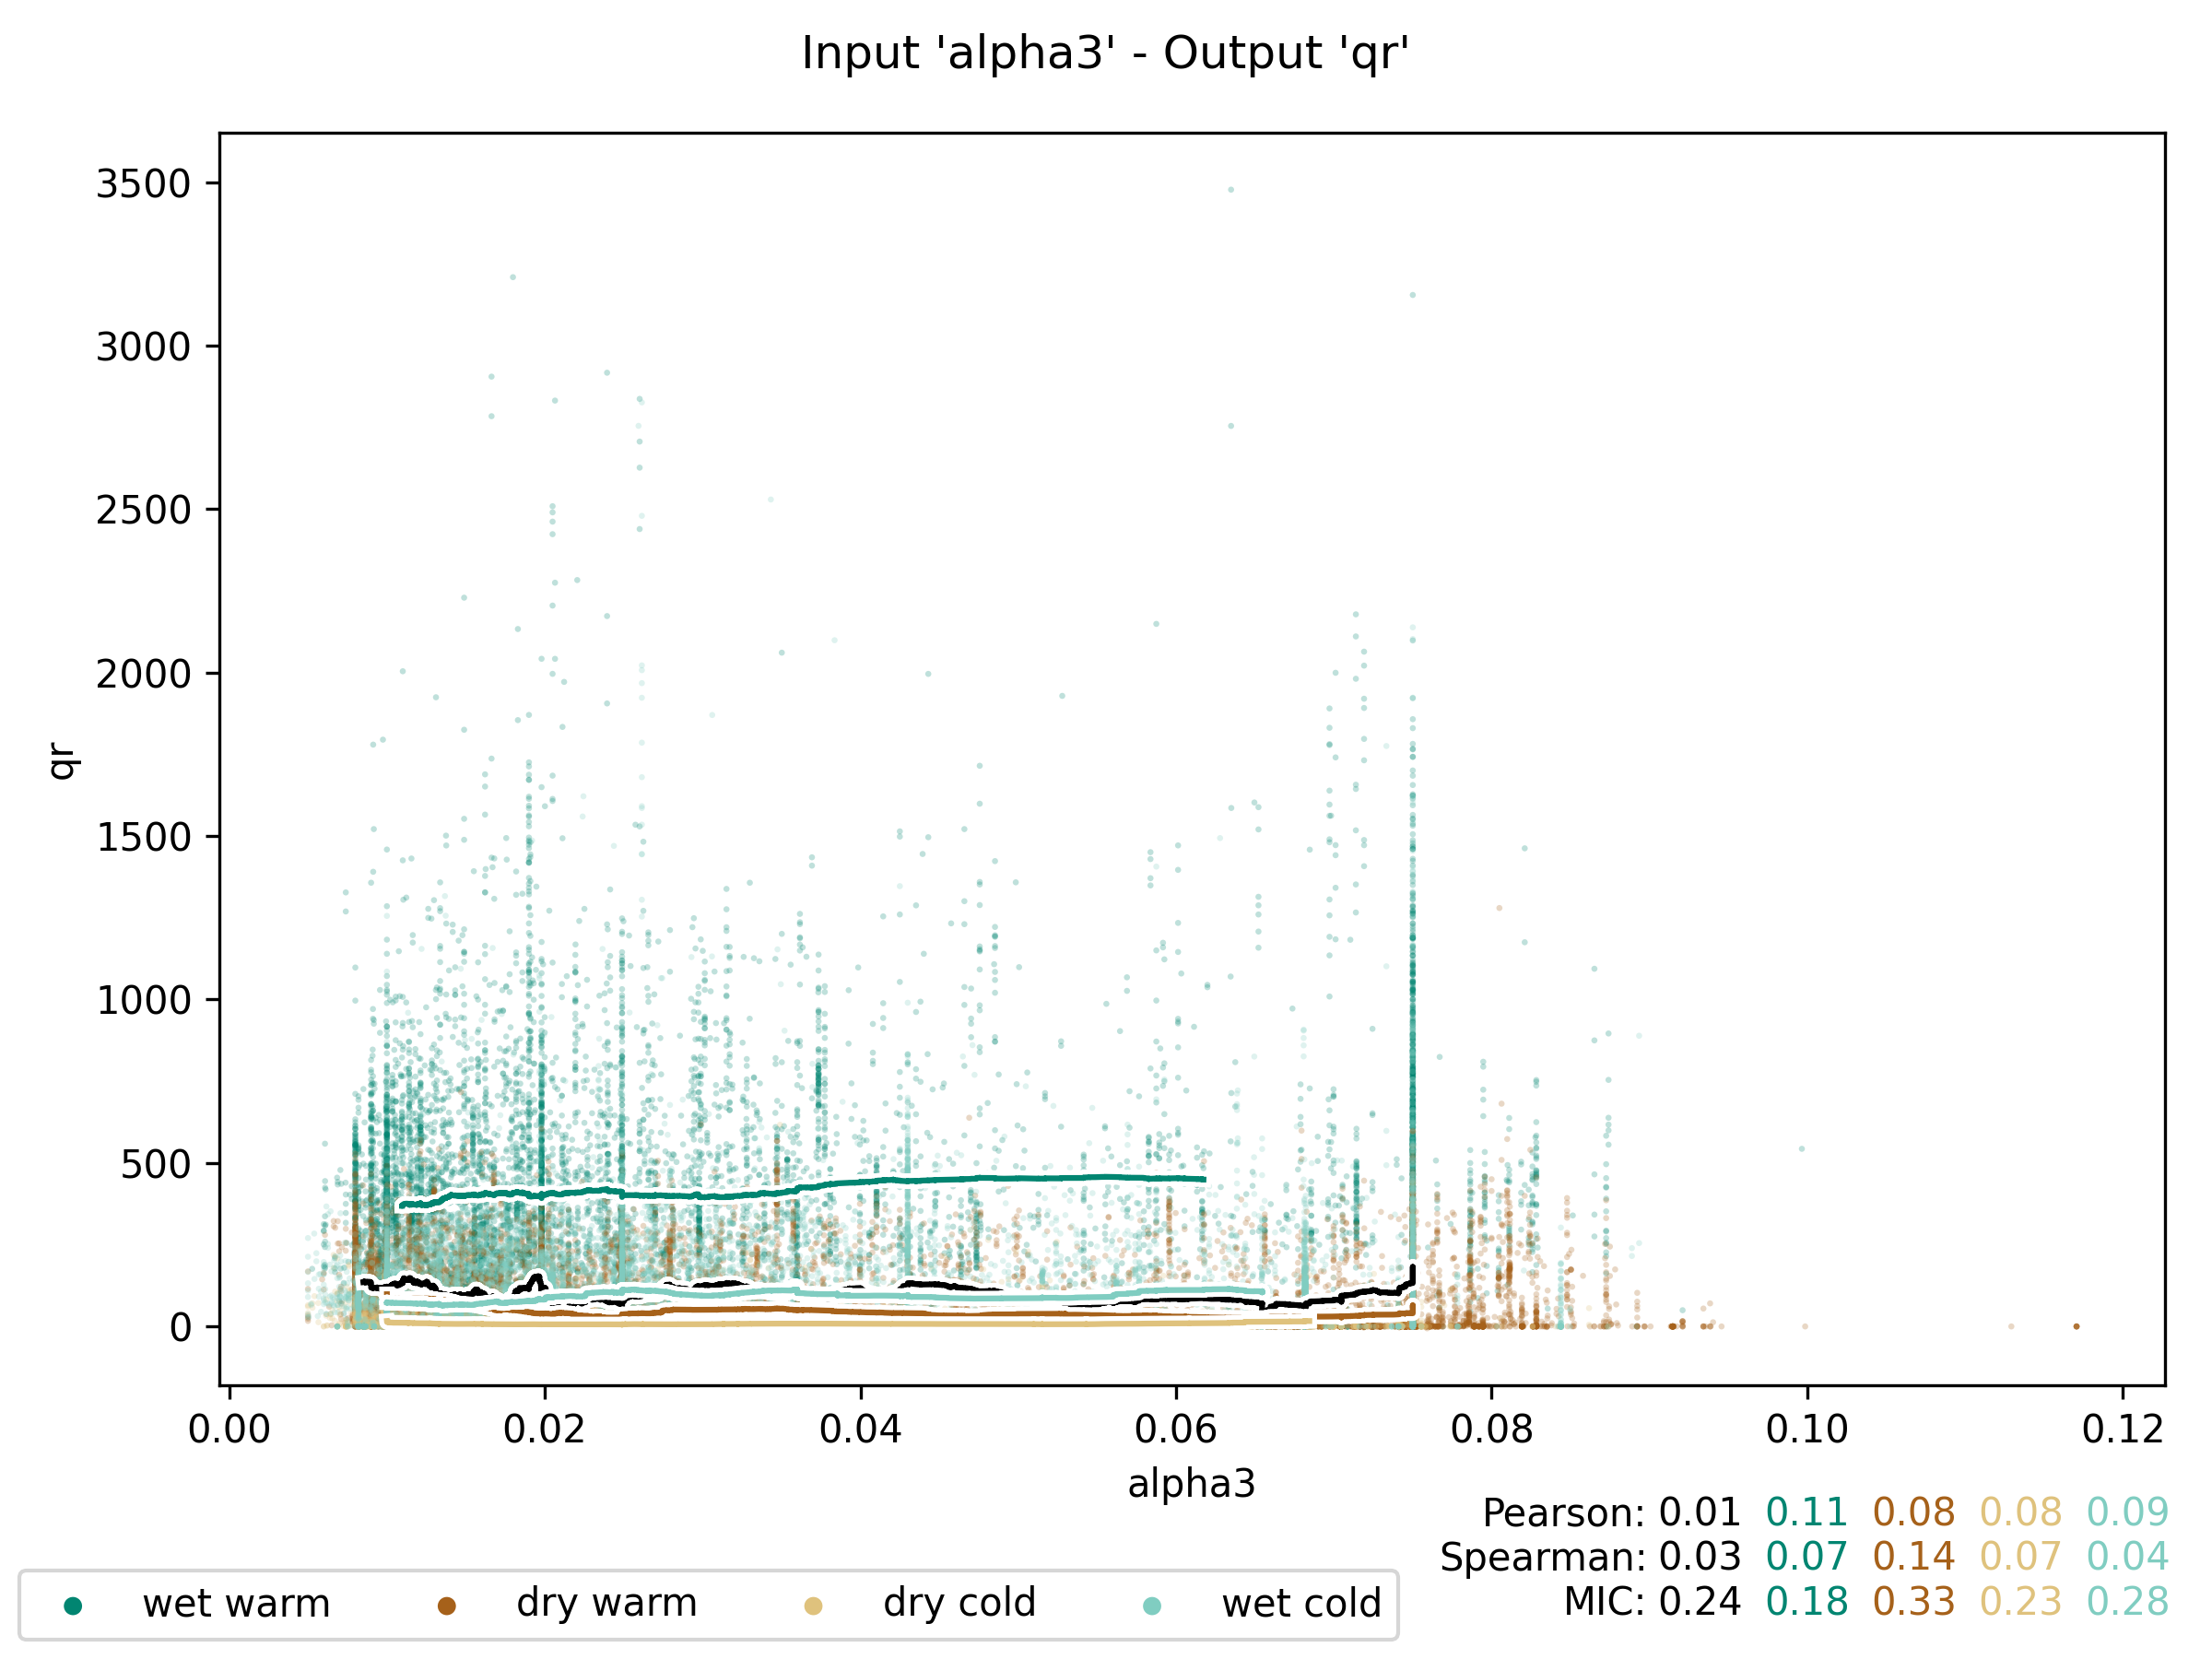 Input 'alpha3' - Output 'qr'
3500
3000
2500
2000
1500
1000
500
0
qr
0.00 0.02 0.04 0.06 0.08 0.10 0.12
alpha3
Pearson: 0.01 0.11 0.08 0.08 0.09
Spearman: 0.03 0.07 0.14 0.07 0.04
MIC: 0.24 0.18 0.33 0.23 0.28
wet warm dry warm dry cold wet cold